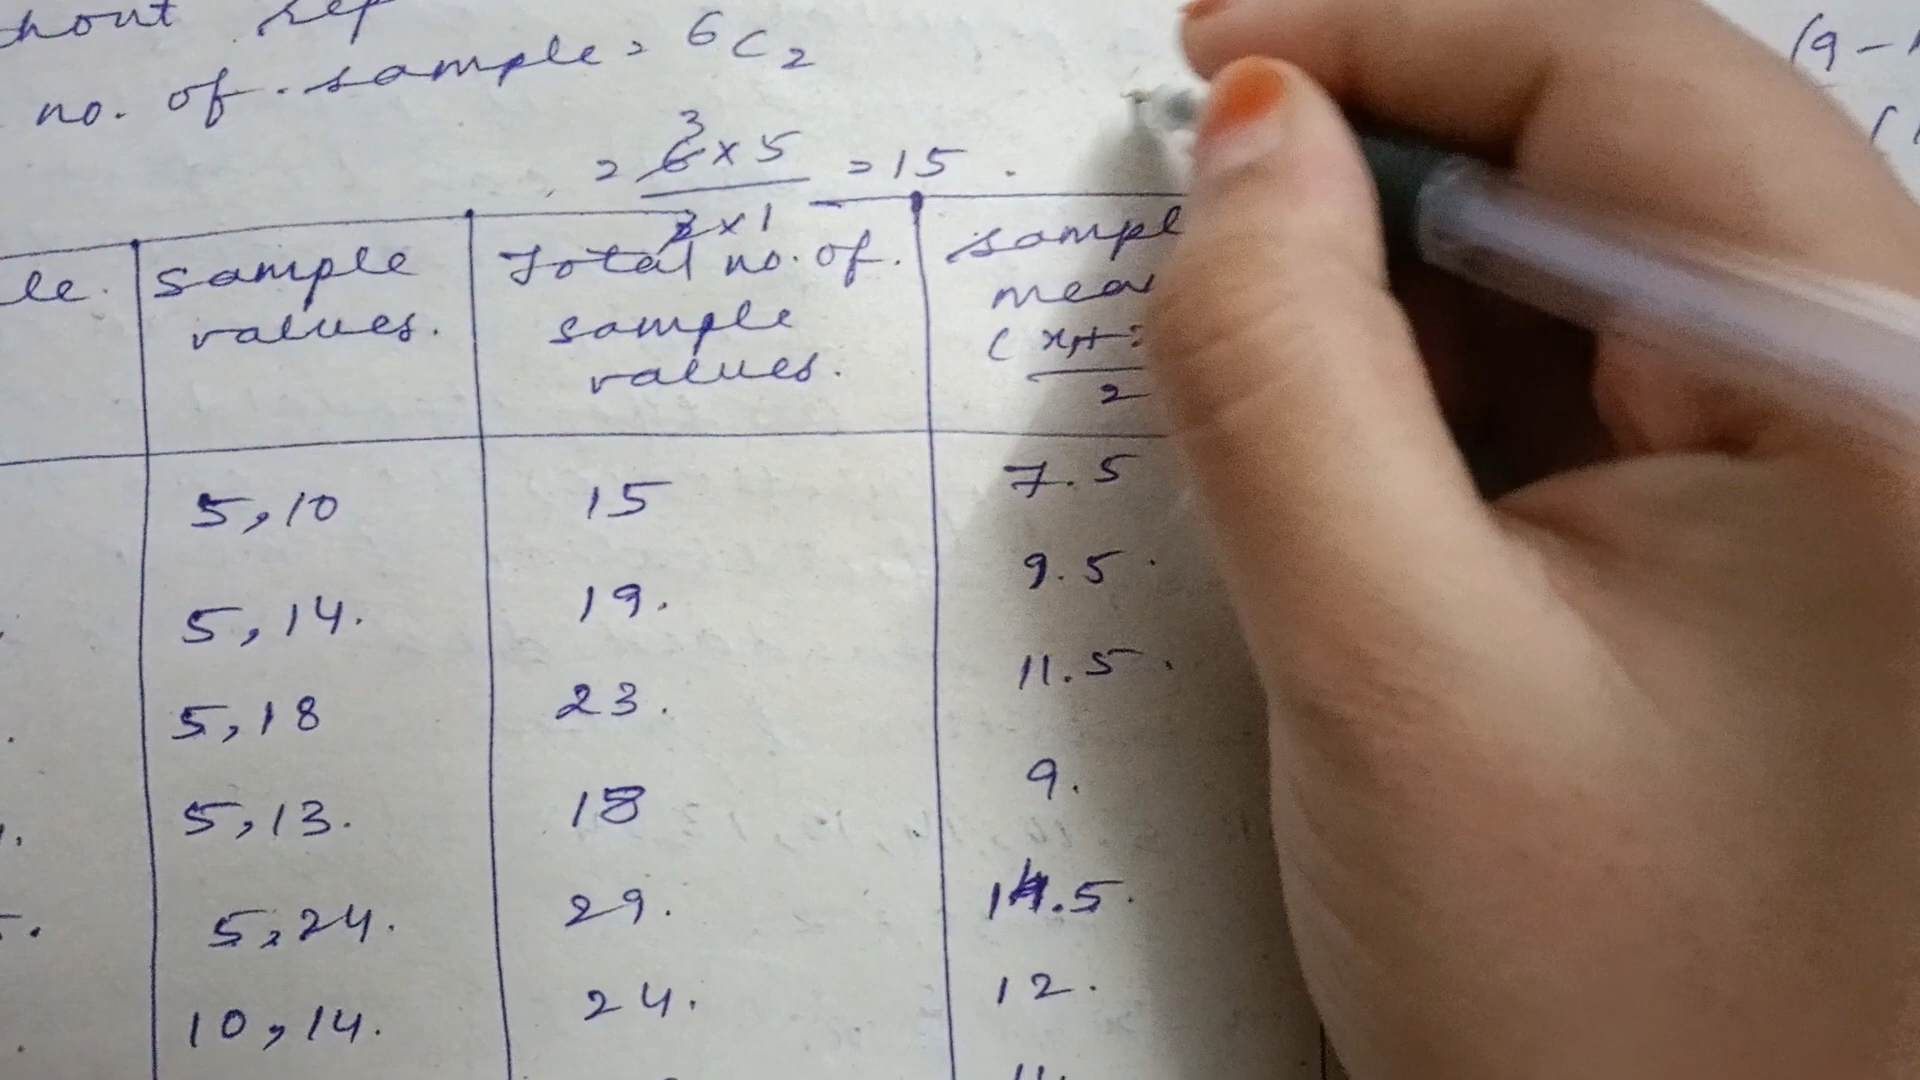 no. of. sample = 6C2
= 6 3 × 5 / 2 × 1 = 15.
sample values.
Total no. of. sample values.
5,10 15 7.5
5,14. 19. 9.5.
5,18 23. 11.5.
5,13. 18 9.
5,24. 29. 14.5.
10,14. 24. 12.